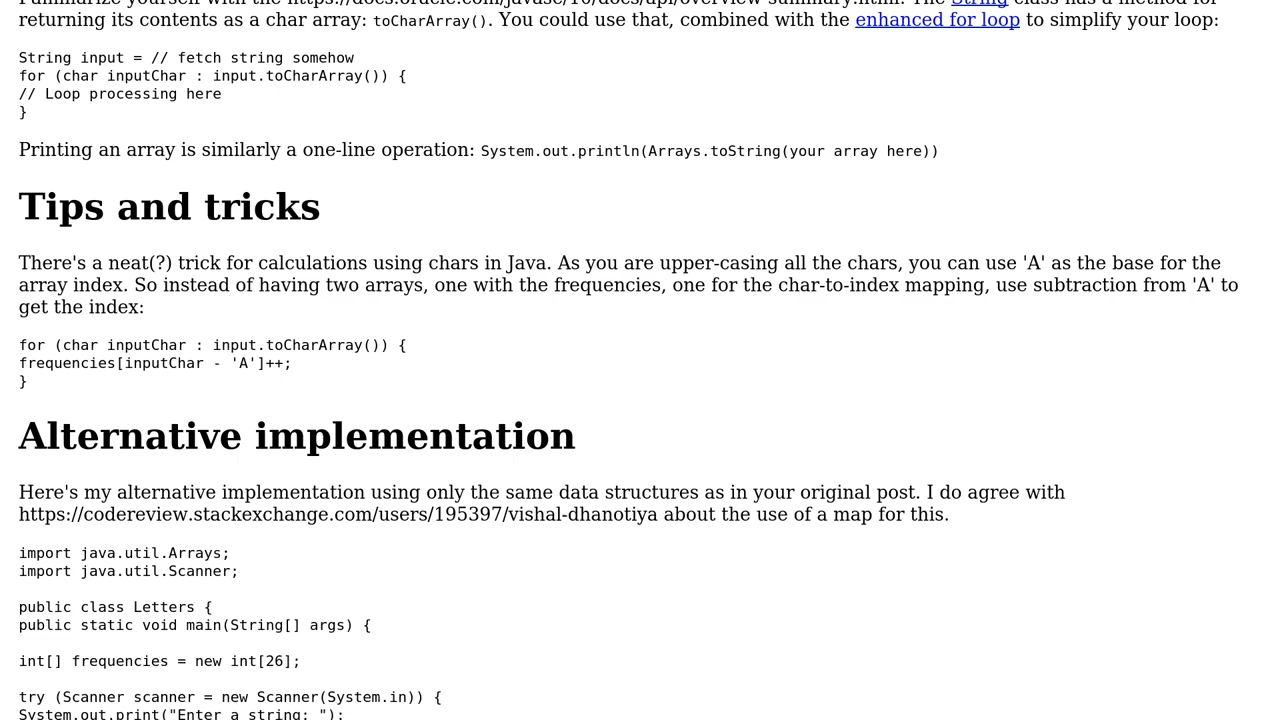 Familiarize yourself with the https://docs.oracle.com/javase/10/docs/api/overview-summary.html. The String class has a method for
returning its contents as a char array: toCharArray(). You could use that, combined with the enhanced for loop to simplify your loop:
String input = // fetch string somehow
for (char inputChar : input.toCharArray()) {
// Loop processing here
}
Printing an array is similarly a one-line operation: System.out.println(Arrays.toString(your array here))
Tips and tricks
There's a neat(?) trick for calculations using chars in Java. As you are upper-casing all the chars, you can use 'A' as the base for the
array index. So instead of having two arrays, one with the frequencies, one for the char-to-index mapping, use subtraction from 'A' to
get the index:
for (char inputChar : input.toCharArray()) {
frequencies[inputChar - 'A']++;
}
Alternative implementation
Here's my alternative implementation using only the same data structures as in your original post. I do agree with
https://codereview.stackexchange.com/users/195397/vishal-dhanotiya about the use of a map for this.
import java.util.Arrays;
import java.util.Scanner;
public class Letters {
public static void main(String[] args) {
int[] frequencies = new int[26];
try (Scanner scanner = new Scanner(System.in)) {
System.out.print("Enter a string: ");